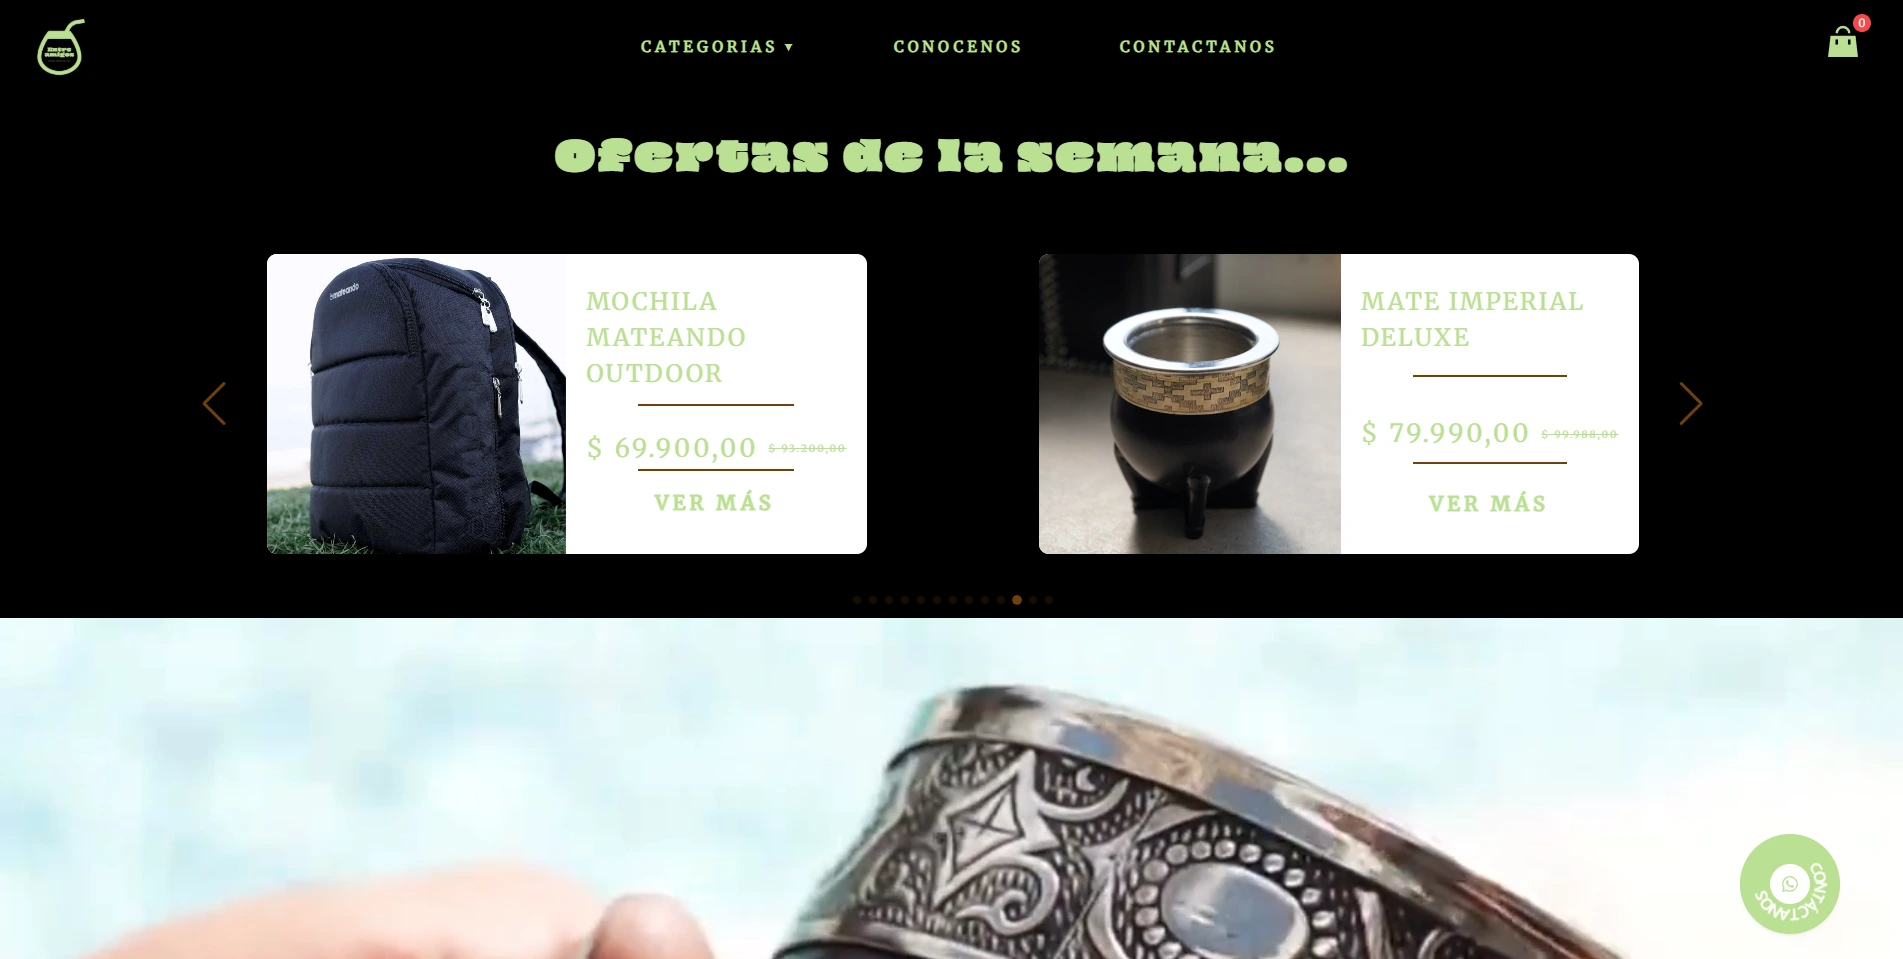 Entre
amigos
CATEGORIAS ▼
CONOCENOS
CONTACTANOS
0
Ofertas de la semana...
mateando
MOCHILA
MATEANDO
OUTDOOR
$ 69.900,00 $ 93.200,00
VER MÁS
MATE IMPERIAL
DELUXE
$ 79.990,00 $ 99.988,00
VER MÁS
CONTÁCTANOS